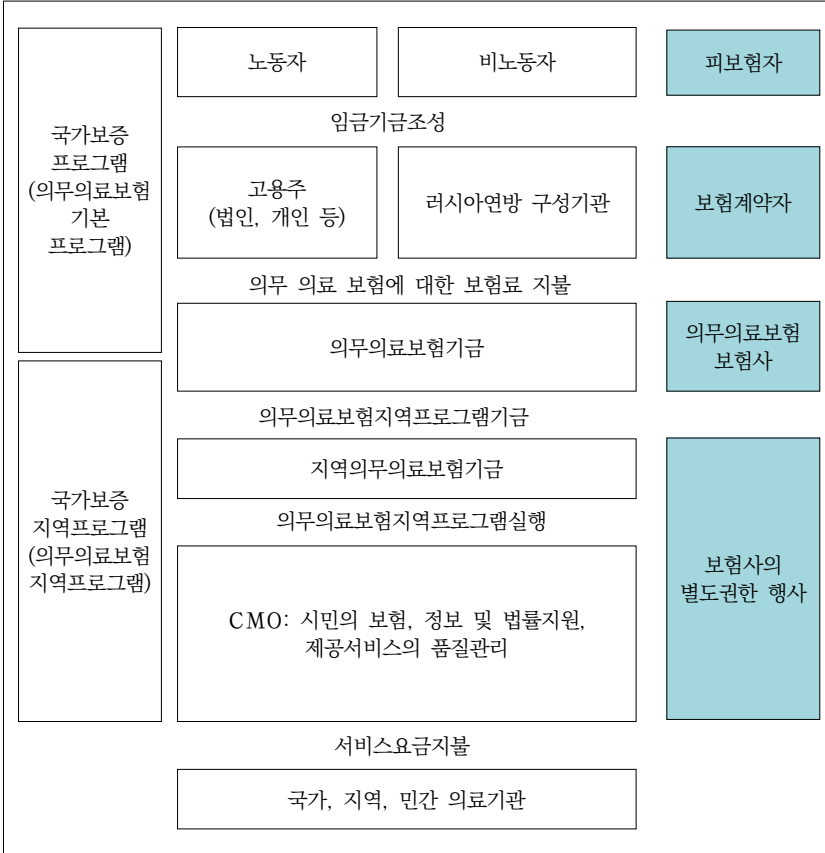 노동자
비노동자
피보험자
임금기금조성
국가보증
프로그램
(의무의료보험
기본
프로그램)
고용주
(법인, 개인 등)
러시아연방 구성기관
보험계약자
의무 의료 보험에 대한 보험료 지불
의무의료보험기금
의무의료보험
보험사
의무의료보험지역프로그램기금
지역의무의료보험기금
국가보증
지역프로그램
(의무의료보험
지역프로그램)
의무의료보험지역프로그램실행
CMO: 시민의 보험, 정보 및 법률지원,
제공서비스의 품질관리
보험사의
별도권한 행사
서비스요금지불
국가, 지역, 민간 의료기관